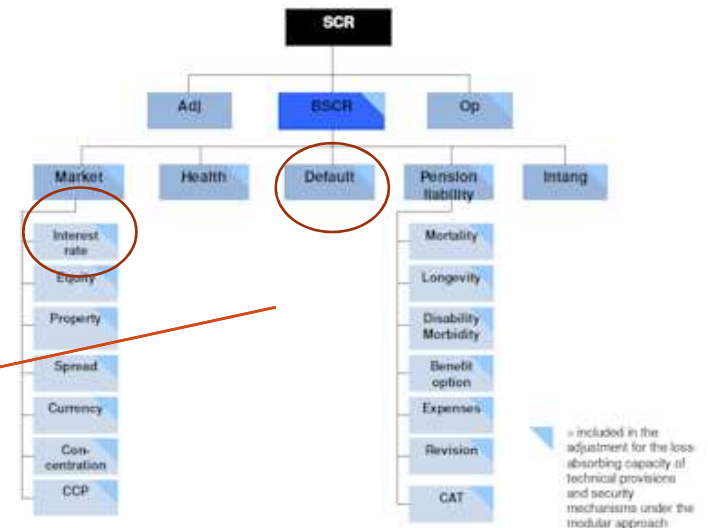 SCR
Adj
BSCR
Op
Market
Health
Default
Pension
liability
Intang
Interest
rate
Equity
Property
Spread
Currency
Con-
centration
CCP
Mortality
Longevity
Disability
Morbidity
Benefit
option
Expenses
Revision
CAT
= included in the
adjustment for the loss
absorbing capacity of
technical provisions
and security
mechanisms under the
modular approach